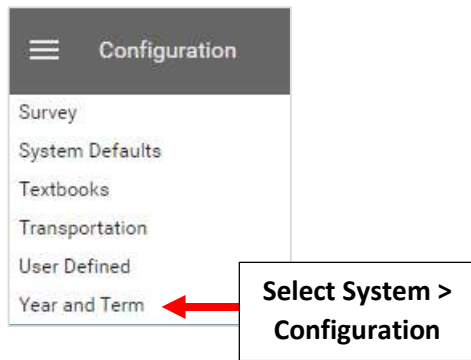 Configuration
Survey
System Defaults
Textbooks
Transportation
User Defined
Year and Term
Select System >
Configuration